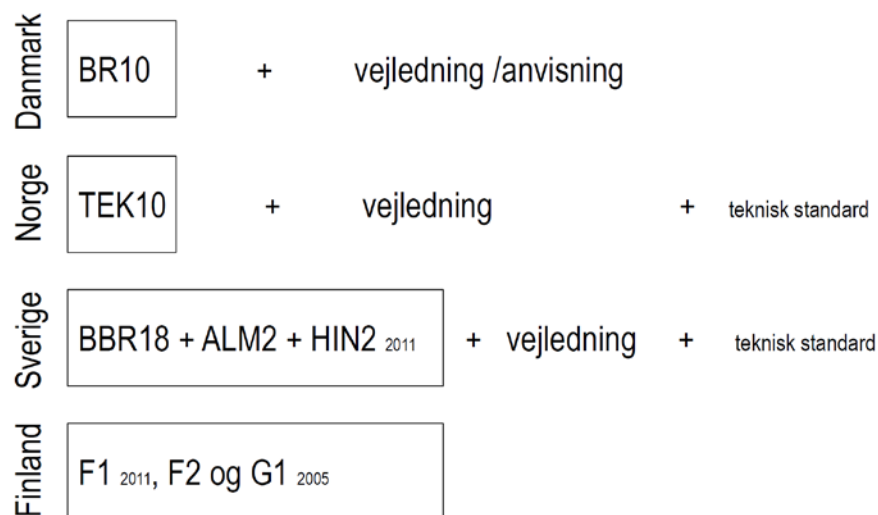 Danmark
BR10 + vejledning /anvisning
Norge
TEK10 + vejledning + teknisk standard
Sverige
BBR18 + ALM2 + HIN2 2011 + vejledning + teknisk standard
Finland
F1 2011, F2 og G1 2005